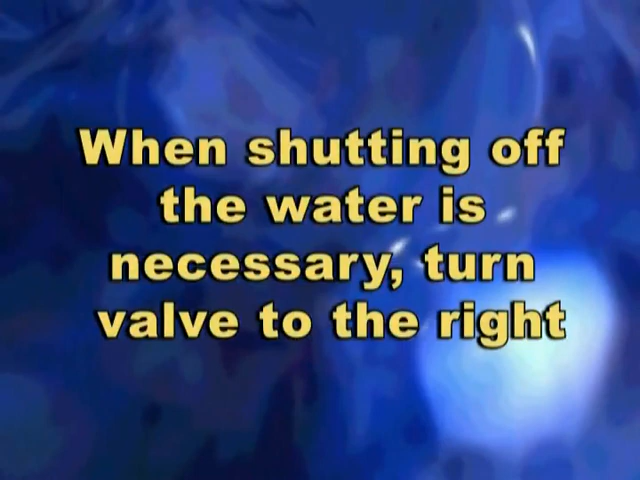 When shutting off
the water is
necessary, turn
valve to the right